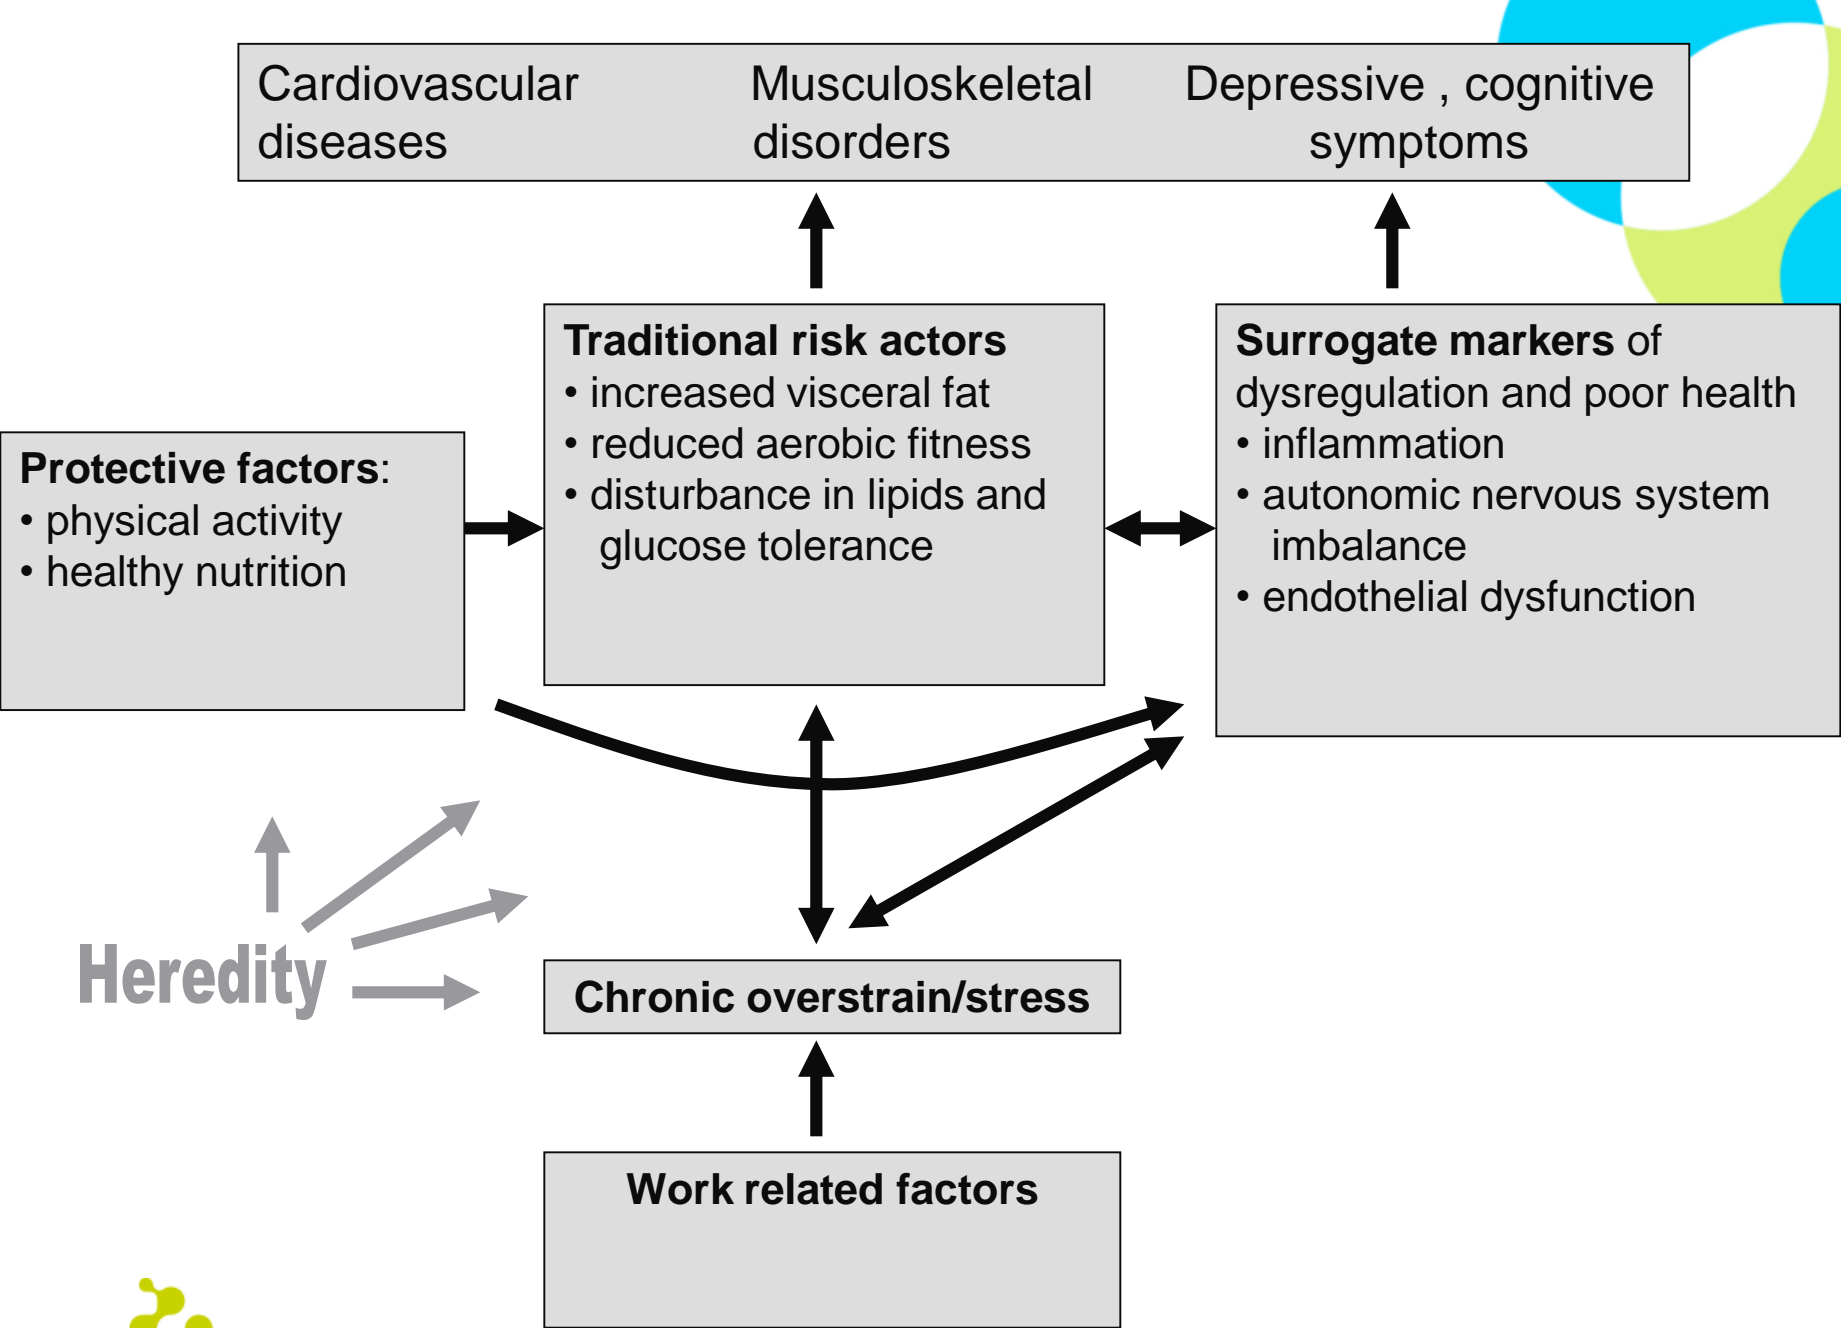 Cardiovascular diseases
Musculoskeletal disorders
Depressive , cognitive symptoms
Traditional risk actors
• increased visceral fat
• reduced aerobic fitness
• disturbance in lipids and
glucose tolerance
Surrogate markers of
dysregulation and poor health
• inflammation
• autonomic nervous system
imbalance
• endothelial dysfunction
Protective factors:
• physical activity
• healthy nutrition
Heredity
Chronic overstrain/stress
Work related factors